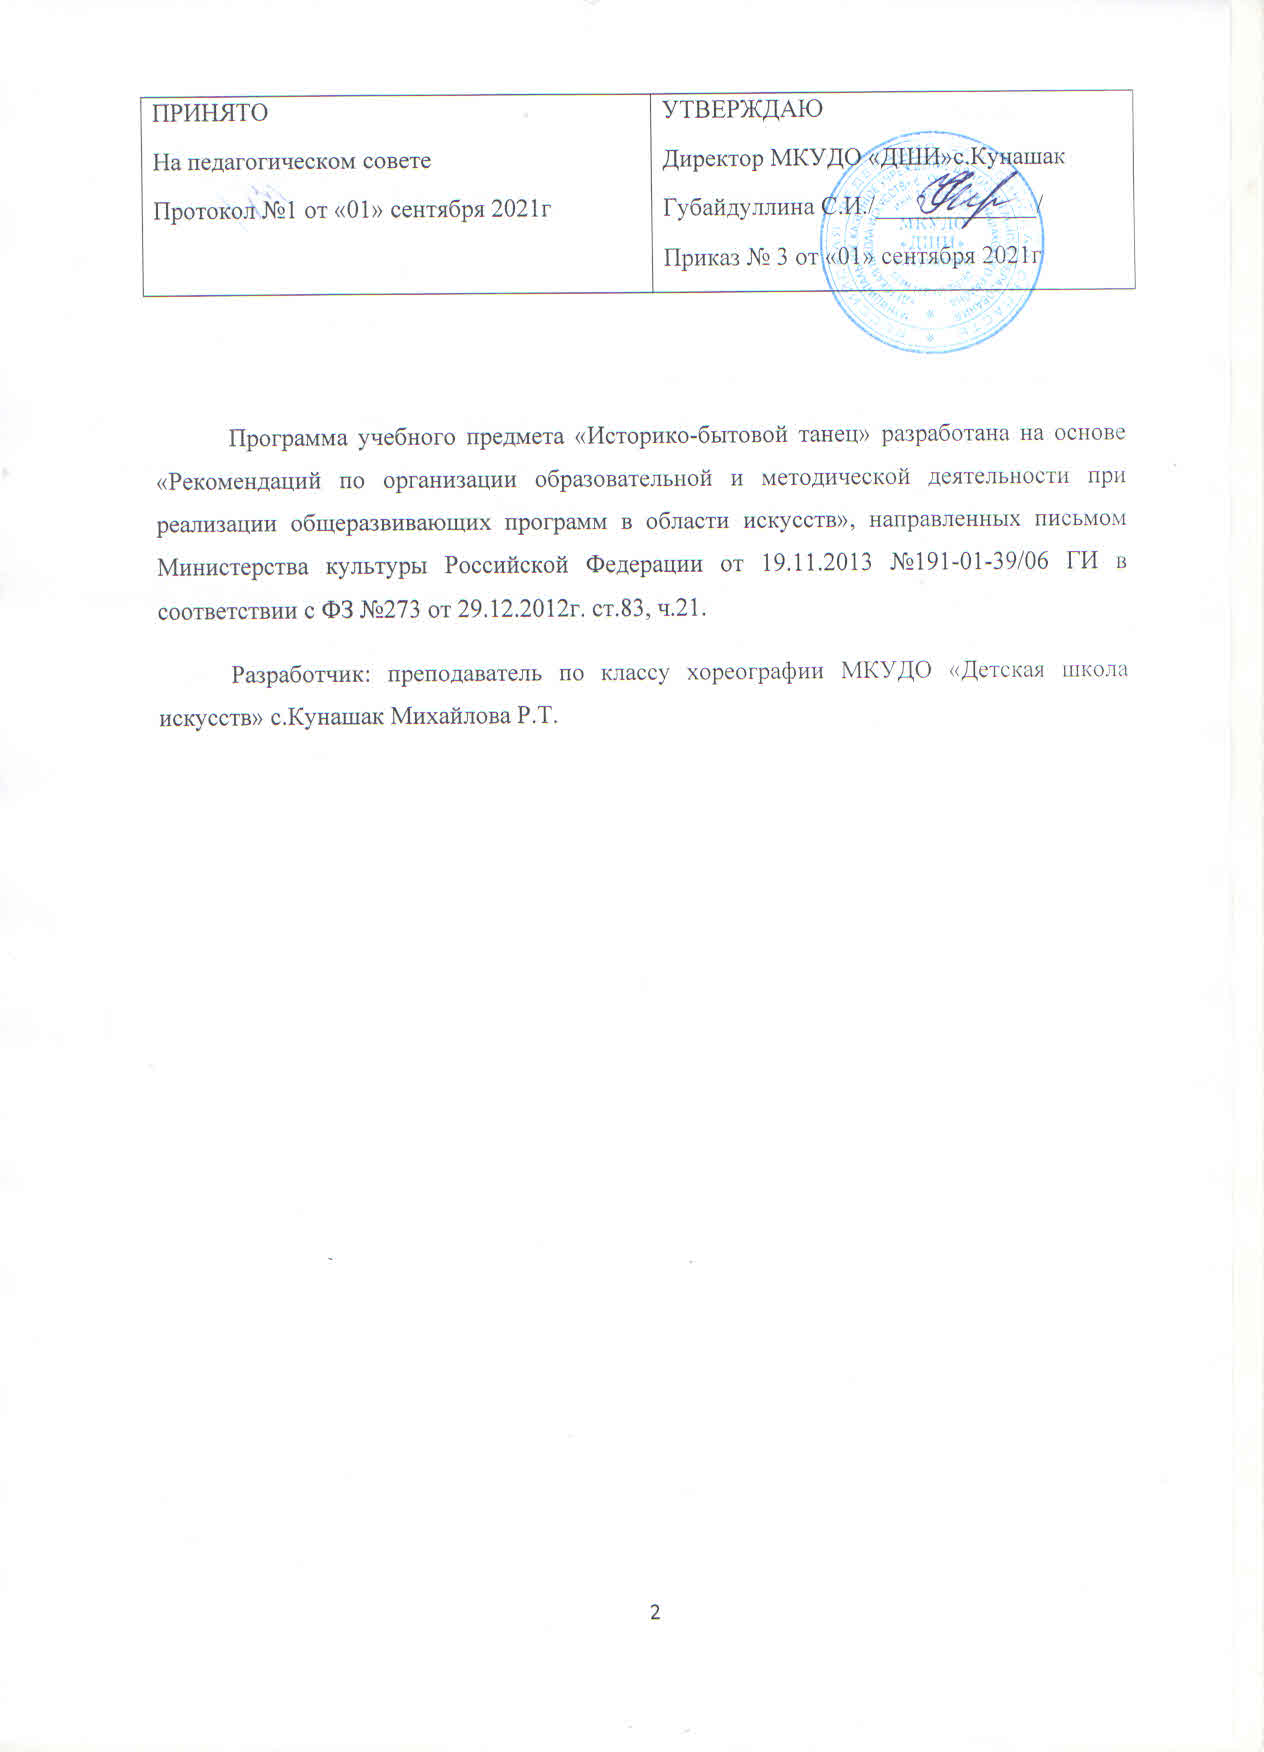 ПРИНЯТО
На педагогическом совете
Протокол №1 от «01» сентября 2021г
УТВЕРЖДАЮ
Директор МКУДО «ДШИ»с.Кунашак
Губайдуллина С.И./____________/
Приказ № 3 от «01» сентября 2021г
МКУДО
«ДШИ»
Программа учебного предмета «Историко-бытовой танец» разработана на основе
«Рекомендаций по организации образовательной и методической деятельности при
реализации общеразвивающих программ в области искусств», направленных письмом
Министерства культуры Российской Федерации от 19.11.2013 №191-01-39/06 ГИ в
соответствии с ФЗ №273 от 29.12.2012г. ст.83, ч.21.
Разработчик: преподаватель по классу хореографии МКУДО «Детская школа
искусств» с.Кунашак Михайлова Р.Т.
2